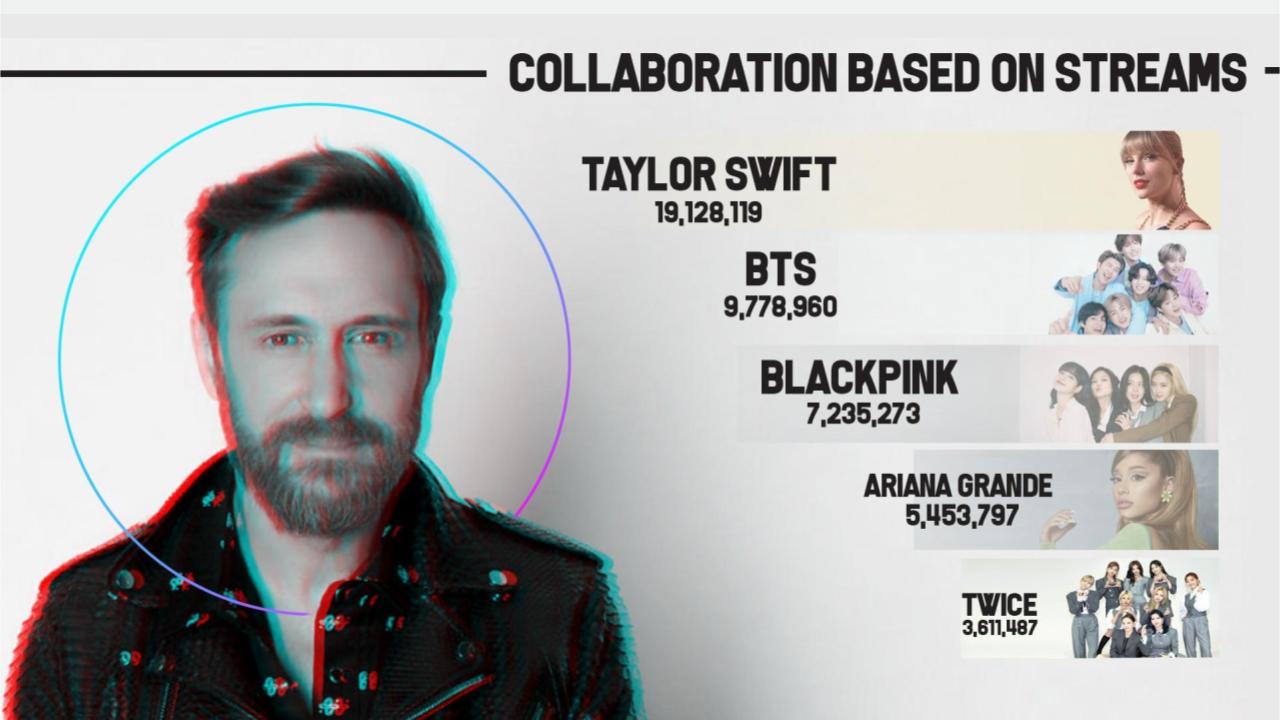 COLLABORATION BASED ON STREAMS
TAYLOR SWIFT
19,128,119
BTS
9,778,960
BLACKPINK
7,235,273
ARIANA GRANDE
5,453,797
TWICE
3,611,487